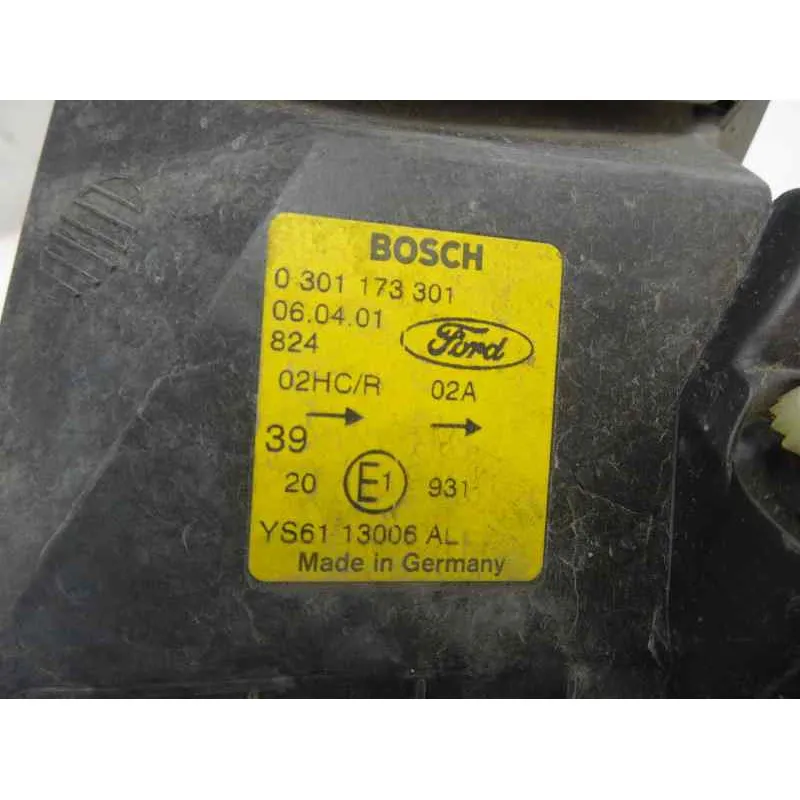 BOSCH
0 301 173 301
06.04.01
824
Ford
02HC/R 02A
39
20 E1 931
YS61 13006 AL
Made in Germany